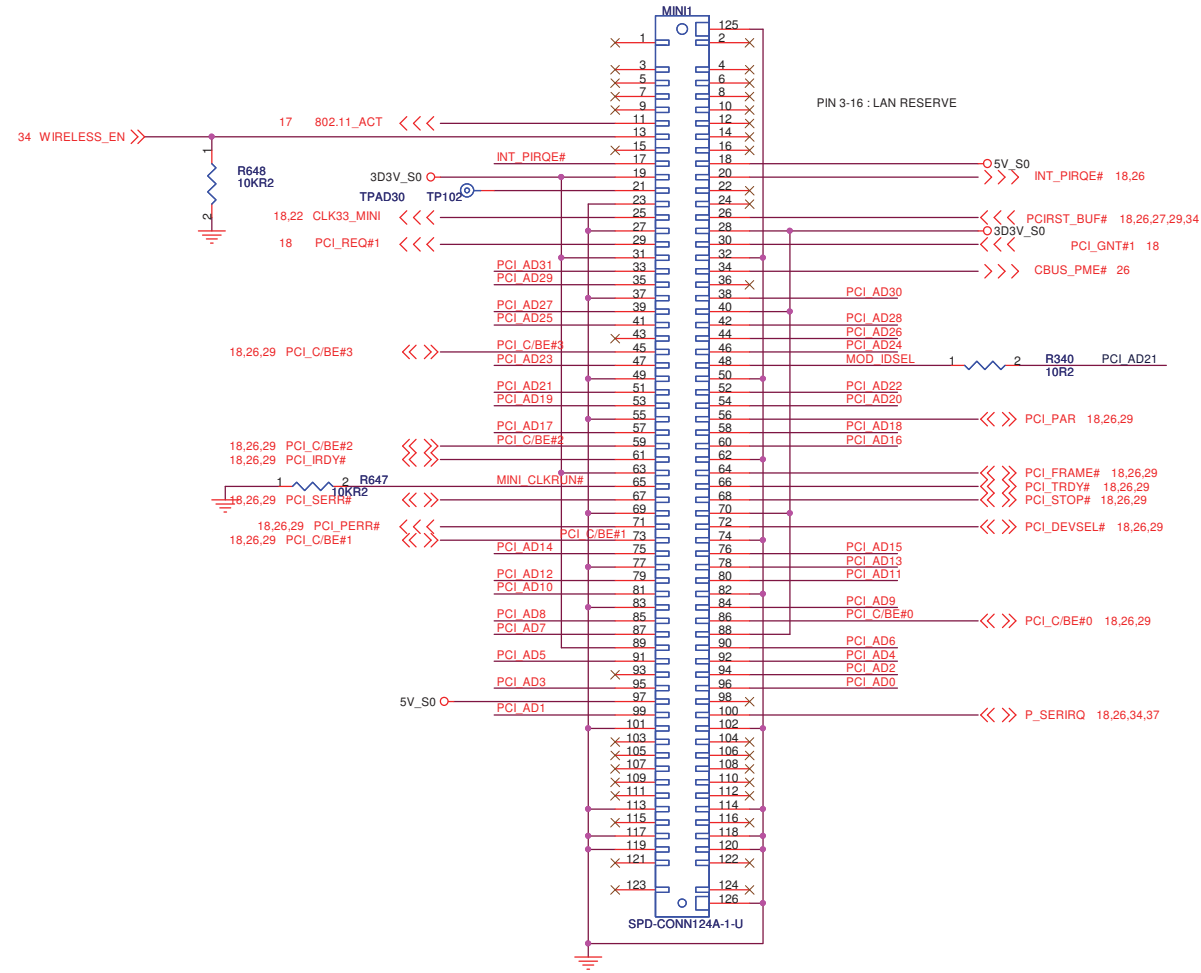 MINI1
125
1 2
3 4
5 6
7 8
9 10
PIN 3-16 : LAN RESERVE
17 802.11_ACT 11 12
34 WIRELESS_EN 13 14
1 15 16
INT_PIRQE# 17 18 5V_S0
R648
10KR2
3D3V_S0 19 20 INT_PIRQE# 18,26
TPAD30 TP102 21 22
23 24
2 18,22 CLK33_MINI 25 26 PCIRST_BUF# 18,26,27,29,34
27 28 3D3V_S0
18 PCI_REQ#1 29 30 PCI_GNT#1 18
31 32
PCI_AD31 33 34 CBUS_PME# 26
PCI_AD29 35 36
37 38 PCI_AD30
PCI_AD27 39 40
PCI_AD25 41 42 PCI_AD28
43 44 PCI_AD26
18,26,29 PCI_C/BE#3 PCI_C/BE#3 45 46 PCI_AD24
PCI_AD23 47 48 MOD_IDSEL 1 2 R340 PCI_AD21
10R2
49 50
PCI_AD21 51 52 PCI_AD22
PCI_AD19 53 54 PCI_AD20
55 56 PCI_PAR 18,26,29
PCI_AD17 57 58 PCI_AD18
18,26,29 PCI_C/BE#2 PCI_C/BE#2 59 60 PCI_AD16
18,26,29 PCI_IRDY# 61 62
63 64 PCI_FRAME# 18,26,29
1 2 R647 MINI_CLKRUN# 65 66 PCI_TRDY# 18,26,29
10KR2
18,26,29 PCI_SERR# 67 68 PCI_STOP# 18,26,29
69 70
18,26,29 PCI_PERR# 71 72 PCI_DEVSEL# 18,26,29
18,26,29 PCI_C/BE#1 PCI_C/BE#1 73 74
PCI_AD14 75 76 PCI_AD15
77 78 PCI_AD13
PCI_AD12 79 80 PCI_AD11
PCI_AD10 81 82
83 84 PCI_AD9
PCI_AD8 85 86 PCI_C/BE#0 PCI_C/BE#0 18,26,29
PCI_AD7 87 88
89 90 PCI_AD6
PCI_AD5 91 92 PCI_AD4
93 94 PCI_AD2
PCI_AD3 95 96 PCI_AD0
5V_S0 97 98
PCI_AD1 99 100 P_SERIRQ 18,26,34,37
101 102
103 104
105 106
107 108
109 110
111 112
113 114
115 116
117 118
119 120
121 122
123 124
126
SPD-CONN124A-1-U